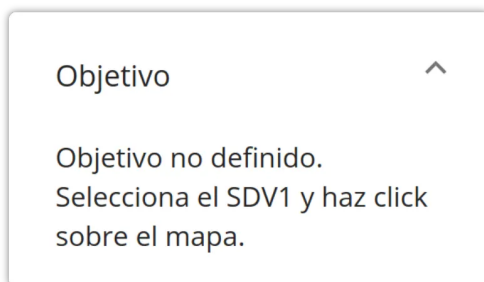 Objetivo
Objetivo no definido.
Selecciona el SDV1 y haz click
sobre el mapa.